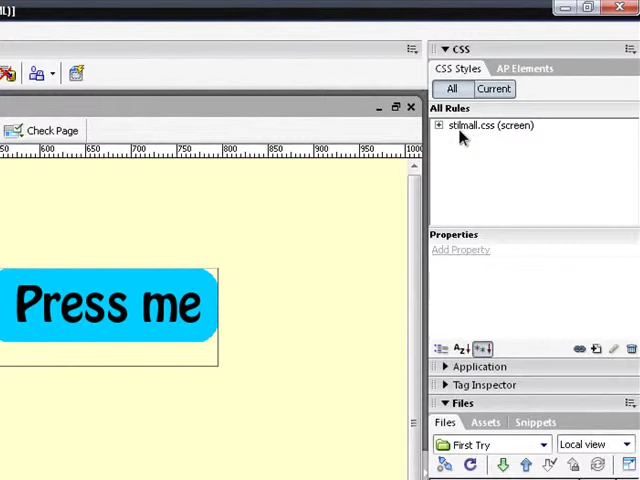 L)]
CSS
CSS Styles AP Elements
All Current
Check Page
All Rules
stilmall.css (screen)
50 600 650 700 750 800 850 900 950 1000
Properties
Add Property
Press me
Application
Tag Inspector
Files
Files Assets Snippets
First Try Local view